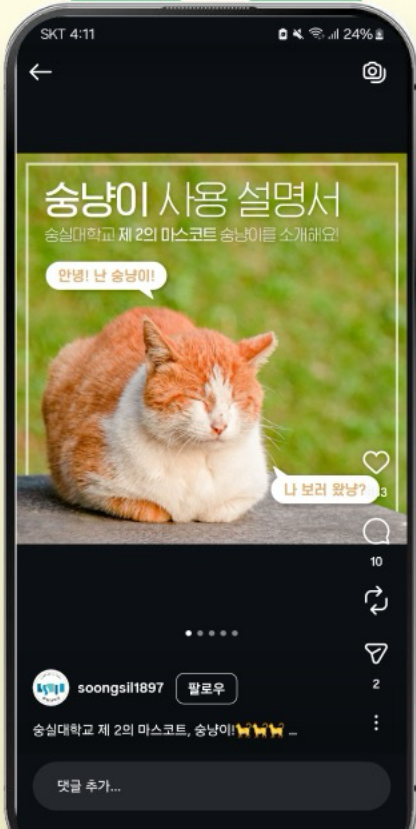 SKT 4:11
24%
숭냥이 사용 설명서
숭실대학교 제 2의 마스코트 숭냥이를 소개해요!
안녕! 난 숭냥이!
나 보러 왔냥?
10
2
soongsil1897
팔로우
숭실대학교 제 2의 마스코트, 숭냥이!🐈🐈🐈 ...
댓글 추가...